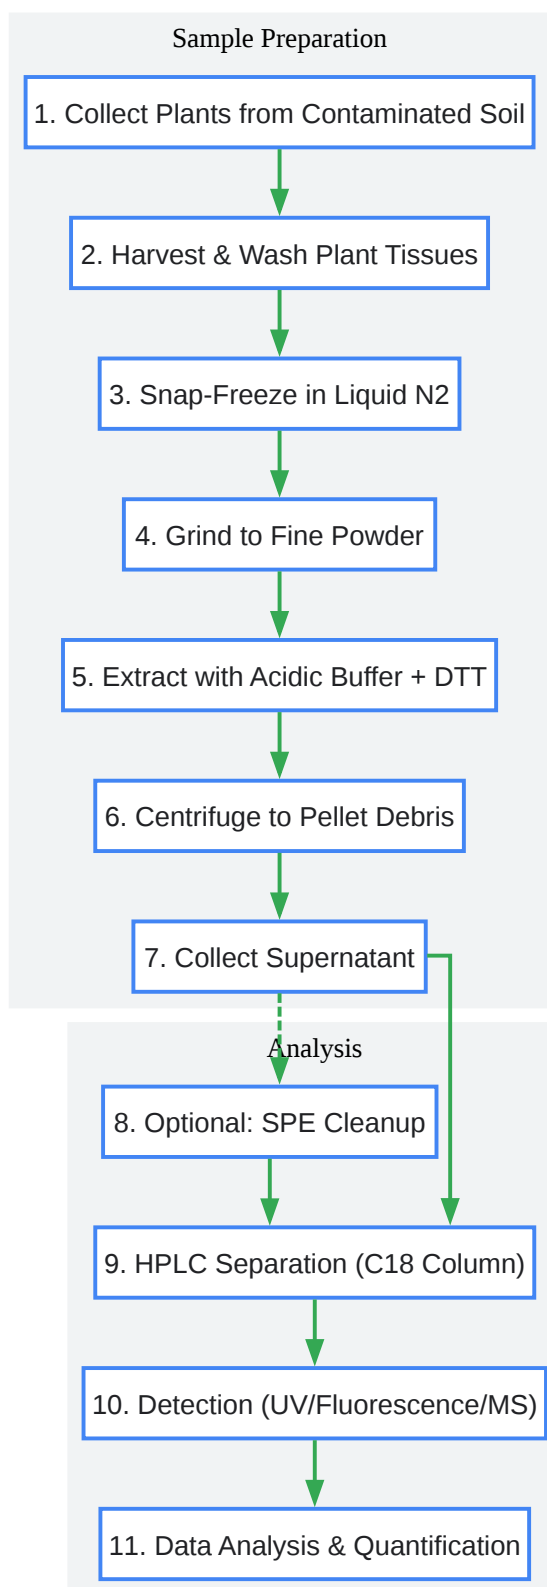 Sample Preparation
1. Collect Plants from Contaminated Soil
2. Harvest & Wash Plant Tissues
3. Snap-Freeze in Liquid N2
4. Grind to Fine Powder
5. Extract with Acidic Buffer + DTT
6. Centrifuge to Pellet Debris
7. Collect Supernatant
Analysis
8. Optional: SPE Cleanup
9. HPLC Separation (C18 Column)
10. Detection (UV/Fluorescence/MS)
11. Data Analysis & Quantification